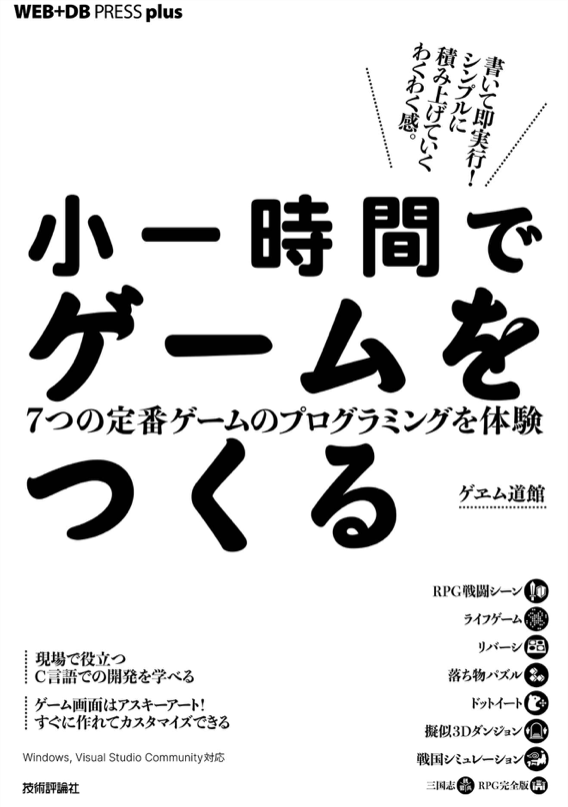 WEB+DB PRESS plus
書いて即実行！
シンプルに
積み上げていく
わくわく感。
小一時間で
ゲームを
7つの定番ゲームのプログラミングを体験
つくる
ゲヱム道館
RPG戦闘シーン
ライフゲーム
リバーシ
落ち物パズル
ドットイート
擬似3Dダンジョン
戦国シミュレーション
三国志
RPG完全版
現場で役立つ
C言語での開発を学べる
ゲーム画面はアスキーアート！
すぐに作れてカスタマイズできる
Windows, Visual Studio Community対応
技術評論社